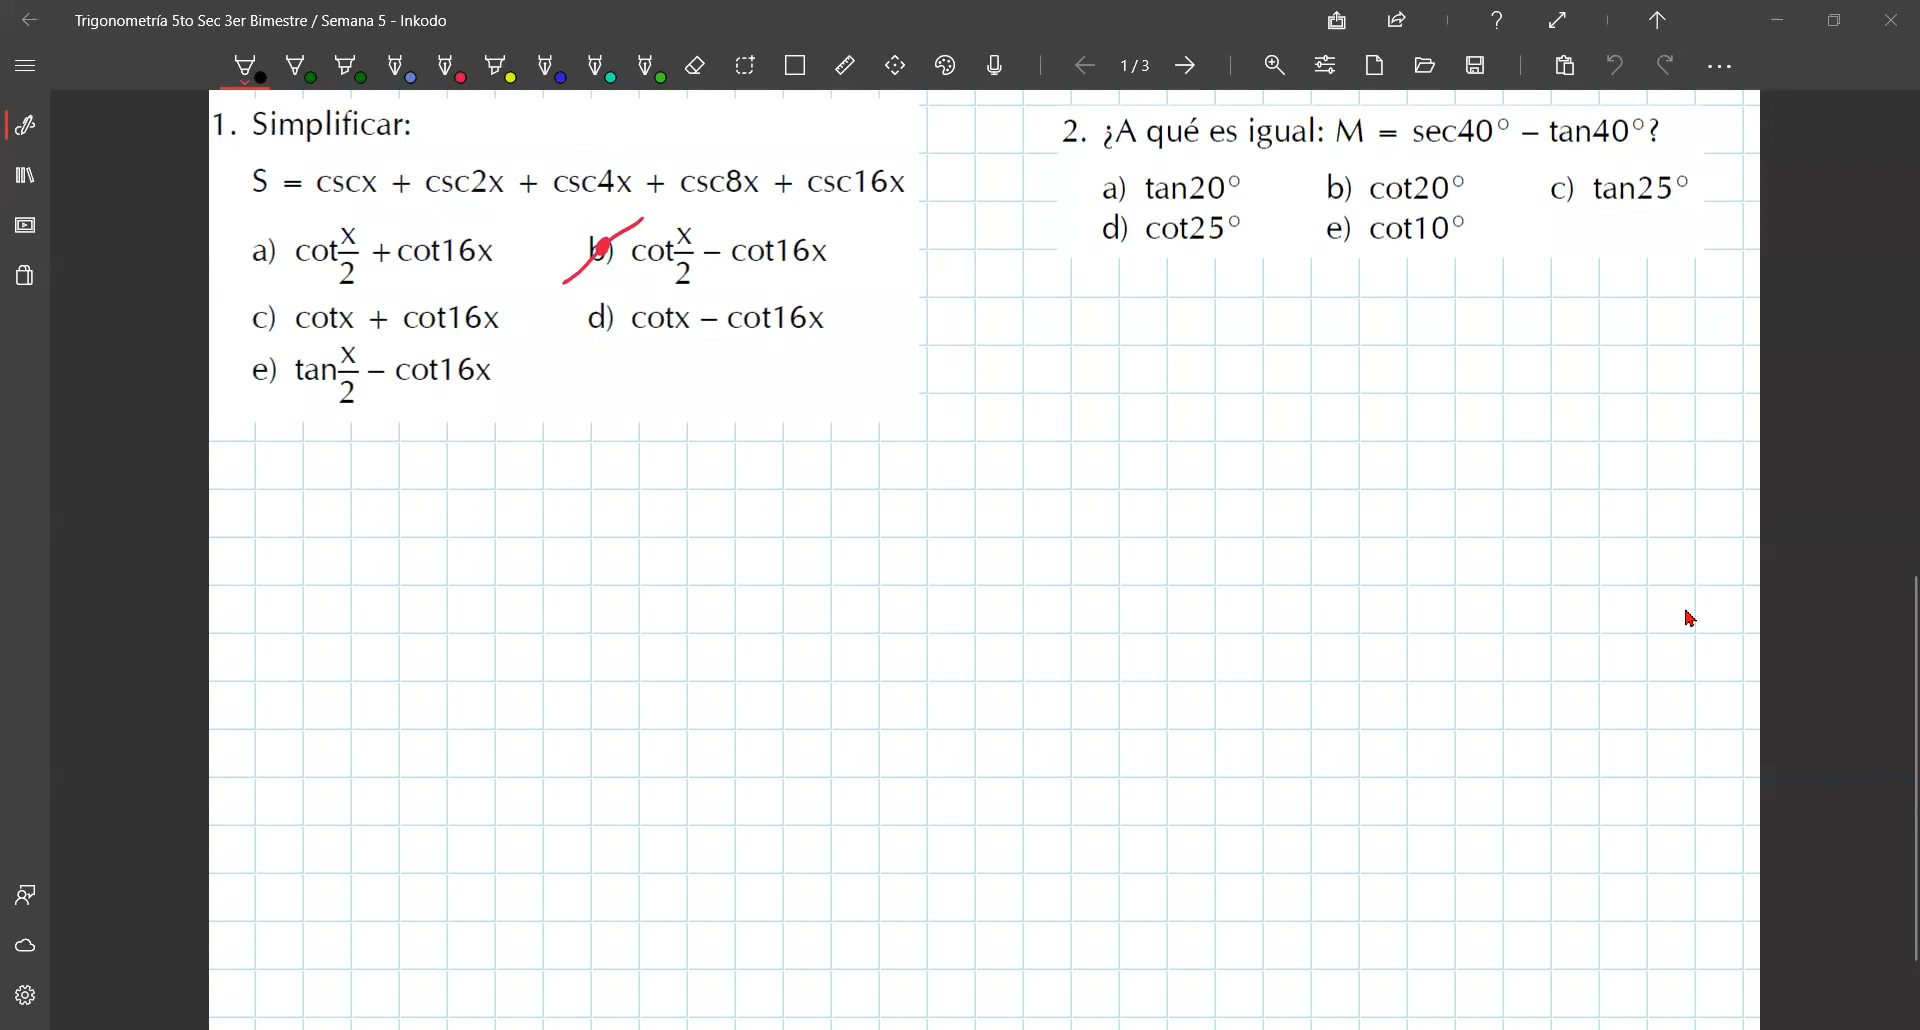 Trigonometría 5to Sec 3er Bimestre / Semana 5 - Inkodo
1 / 3
1. Simplificar:
S = cscx + csc2x + csc4x + csc8x + csc16x
a) cot x/2 + cot16x b) cot x/2 – cot16x
c) cotx + cot16x d) cotx – cot16x
e) tan x/2 – cot16x
2. ¿A qué es igual: M = sec40° – tan40°?
a) tan20° b) cot20° c) tan25°
d) cot25° e) cot10°